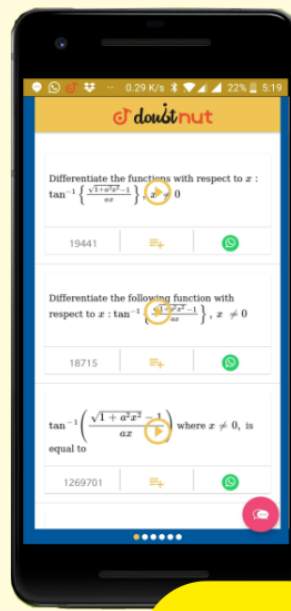 0.29 K/s 22% 5:19
doubtnut
Differentiate the functions with respect to x :
tan⁻¹ { (√(1+a²x²) −1) / ax }, x ≠ 0
19441
Differentiate the following function with
respect to x : tan⁻¹ { (√(1+a²x²) −1) / ax } , x ≠ 0
18715
tan⁻¹ ( (√(1 + a²x²) − 1) / ax ) where x ≠ 0, is
equal to
1269701